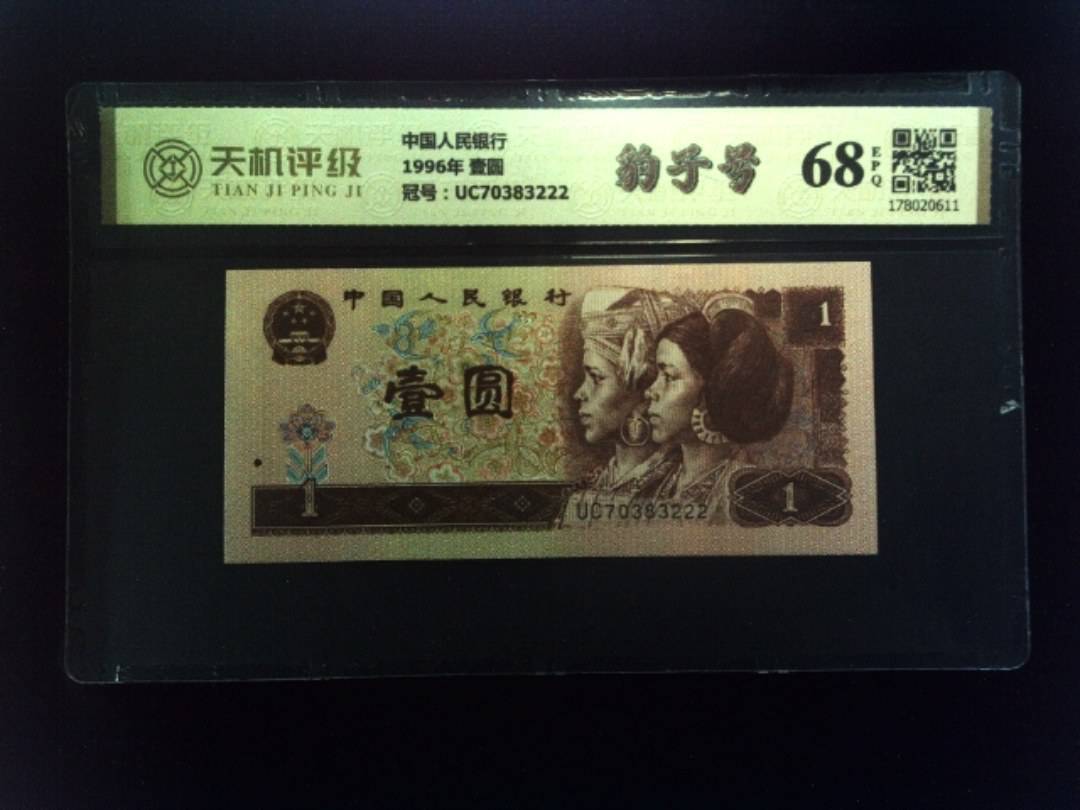 天机评级
TIAN JI PING JI
中国人民银行
1996年 壹圆
冠号：UC70383222
豹子号
68
EPQ
178020611
中国人民银行
1
壹圆
1
UC70383222
1